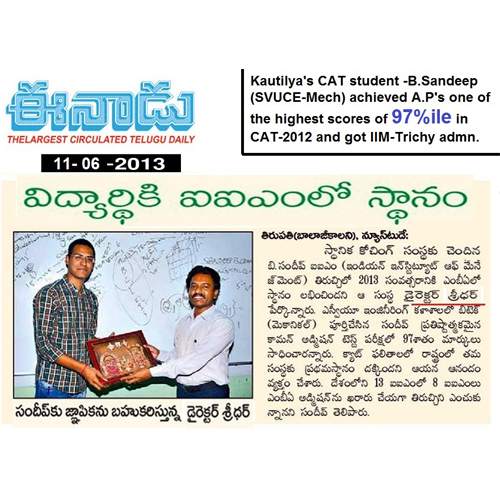 ఈనాడు
THELARGEST CIRCULATED TELUGU DAILY
11- 06 -2013
Kautilya's CAT student -B.Sandeep
(SVUCE-Mech) achieved A.P's one of
the highest scores of 97%ile in
CAT-2012 and got IIM-Trichy admn.
విద్యార్థికి ఐఐఎంలో స్థానం
సందీప్‌కు జ్ఞాపికను బహుకరిస్తున్న డైరెక్టర్ శ్రీధర్
తిరుపతి(బాలాజీకాలని), న్యూస్‌టుడే:
స్థానిక కోచింగ్ సంస్థకు చెందిన
బి.సందీప్ ఐఐఎం (ఇండియన్ ఇన్‌స్టిట్యూట్ ఆఫ్ మేనే
జ్‌మెంట్) తిరుచ్చిలో 2013 సంవత్సరానికి ఎంబీఏలో
స్థానం లభించిందని ఆ సంస్థ డైరెక్టర్ శ్రీధర్
పేర్కొన్నారు. ఎస్వీయూ ఇంజినీరింగ్ కళాశాలలో బీటెక్
(మెకానికల్) పూర్తిచేసిన సందీప్ ప్రతిష్ఠాత్మకమైన
కామన్ అడ్మిషన్ టెస్ట్ పరీక్షలో 97శాతం మార్కులు
సాధించారన్నారు. క్యాట్ ఫలితాలలో రాష్ట్రంలో తమ
సంస్థకు ప్రథమస్థానం దక్కిందని ఆయన ఆనందం
వ్యక్తం చేశారు. దేశంలోని 13 ఐఐఎంలో 8 ఐఐఎంలు
ఎంబీఏ అడ్మిషన్‌ను ఖరారు చేయగా తిరుచ్చిని ఎంచుకు
న్నానని సందీప్ తెలిపారు.